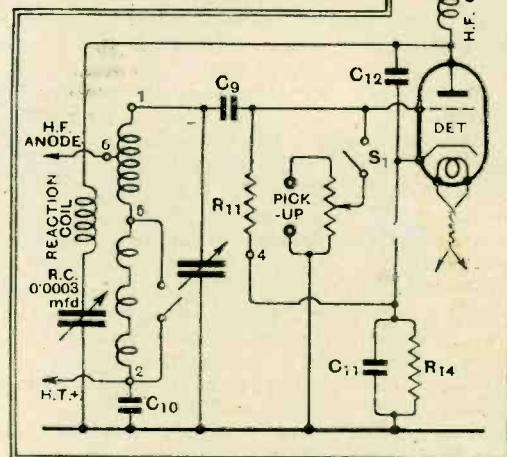 H.F. C
C12
1
C9
H.F. ANODE
6
DET
S1
REACTION COIL
5
R11
PICK-UP
4
R.C.
0·0003
mfd
2
H.T.+
C10
C11
R14